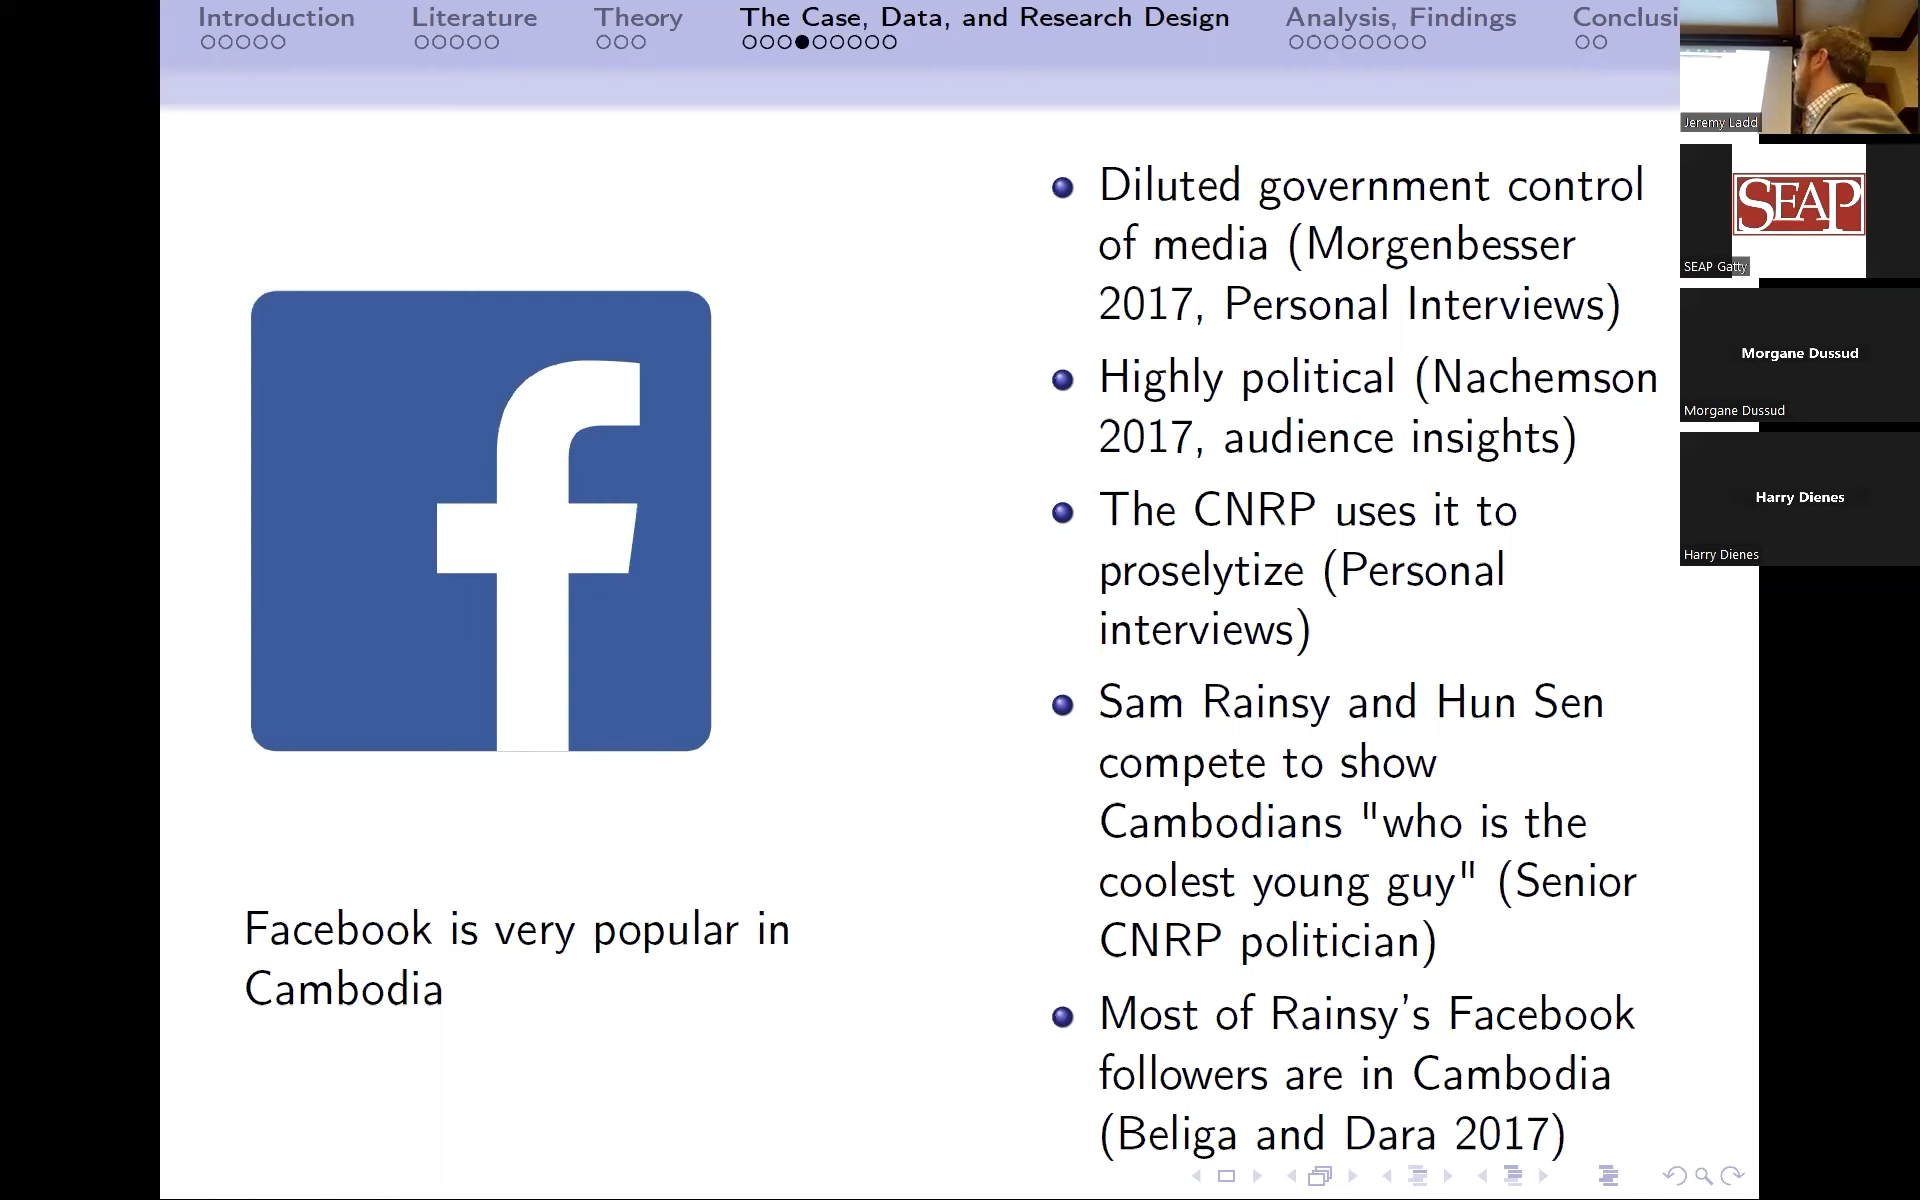 Introduction
Literature
Theory
The Case, Data, and Research Design
Analysis, Findings
Conclusi
Diluted government control
of media (Morgenbesser
2017, Personal Interviews)
Highly political (Nachemson
2017, audience insights)
The CNRP uses it to
proselytize (Personal
interviews)
Sam Rainsy and Hun Sen
compete to show
Cambodians "who is the
coolest young guy" (Senior
CNRP politician)
Most of Rainsy's Facebook
followers are in Cambodia
(Beliga and Dara 2017)
f
Facebook is very popular in
Cambodia
Jeremy Ladd
SEAP
SEAP Gatty
Morgane Dussud
Morgane Dussud
Harry Dienes
Harry Dienes